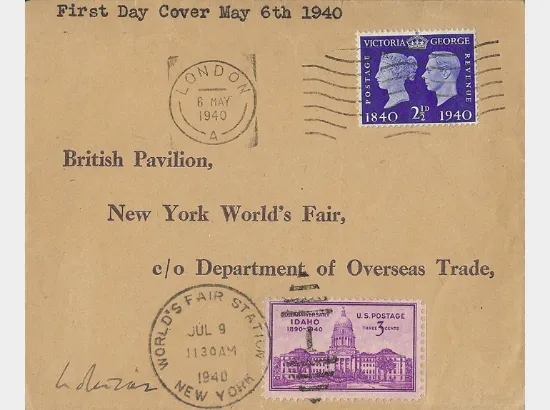 First Day Cover May 6th 1940
VICTORIA GEORGE
POSTAGE
REVENUE
1840 2½D 1940
LONDON
6 MAY
1940
A
British Pavilion,
New York World's Fair,
c/o Department of Overseas Trade,
WORLD'S FAIR STATION
JUL 9
11 30 AM
1940
NEW YORK
IDAHO
1890-1940
U.S. POSTAGE
THREE 3 CENTS
1